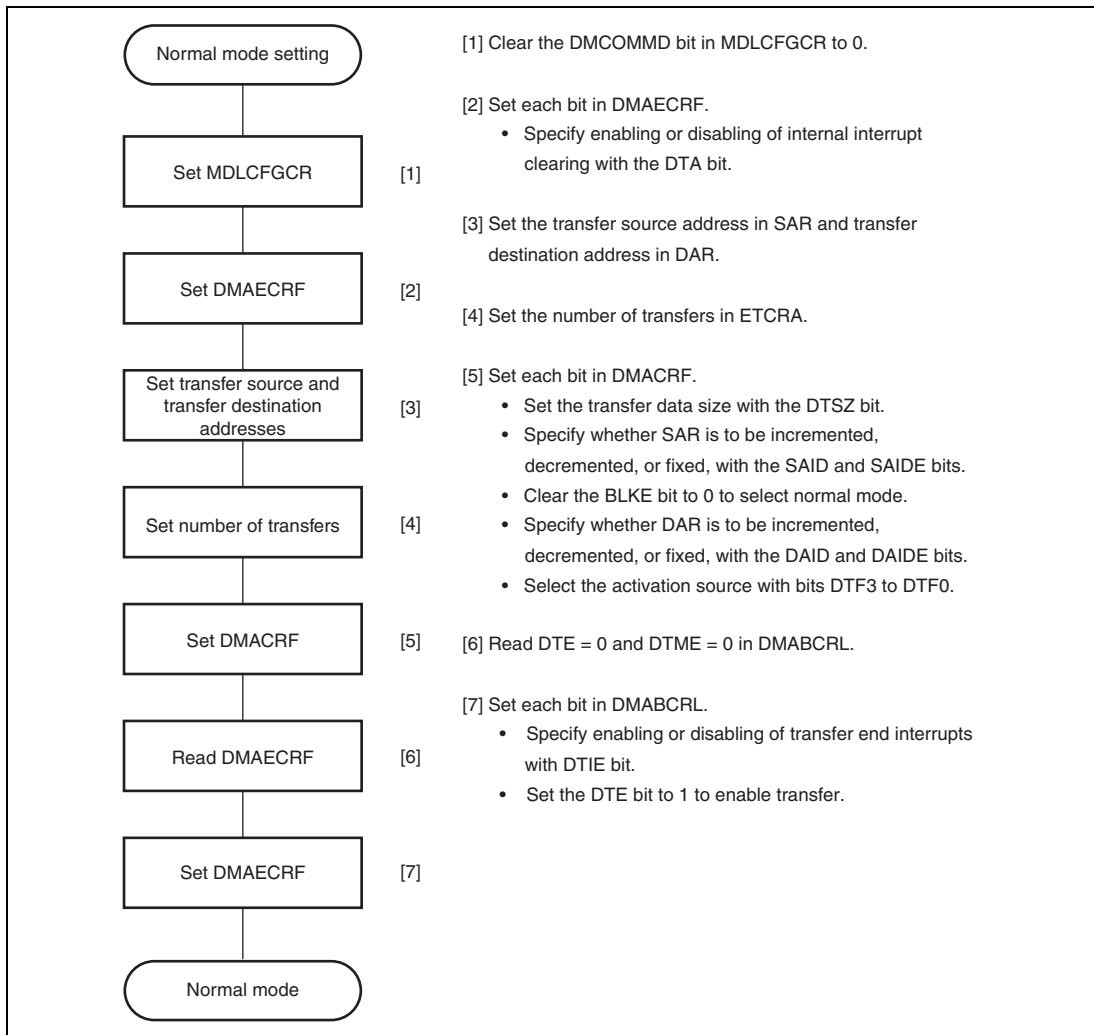 Normal mode setting
Set MDLCFGCR
[1]
Set DMAECRF
[2]
Set transfer source and
transfer destination
addresses
[3]
Set number of transfers
[4]
Set DMACRF
[5]
Read DMAECRF
[6]
Set DMAECRF
[7]
Normal mode
[1] Clear the DMCOMMD bit in MDLCFGCR to 0.
[2] Set each bit in DMAECRF.
• Specify enabling or disabling of internal interrupt
clearing with the DTA bit.
[3] Set the transfer source address in SAR and transfer
destination address in DAR.
[4] Set the number of transfers in ETCRA.
[5] Set each bit in DMACRF.
• Set the transfer data size with the DTSZ bit.
• Specify whether SAR is to be incremented,
decremented, or fixed, with the SAID and SAIDE bits.
• Clear the BLKE bit to 0 to select normal mode.
• Specify whether DAR is to be incremented,
decremented, or fixed, with the DAID and DAIDE bits.
• Select the activation source with bits DTF3 to DTF0.
[6] Read DTE = 0 and DTME = 0 in DMABCRL.
[7] Set each bit in DMABCRL.
• Specify enabling or disabling of transfer end interrupts
with DTIE bit.
• Set the DTE bit to 1 to enable transfer.